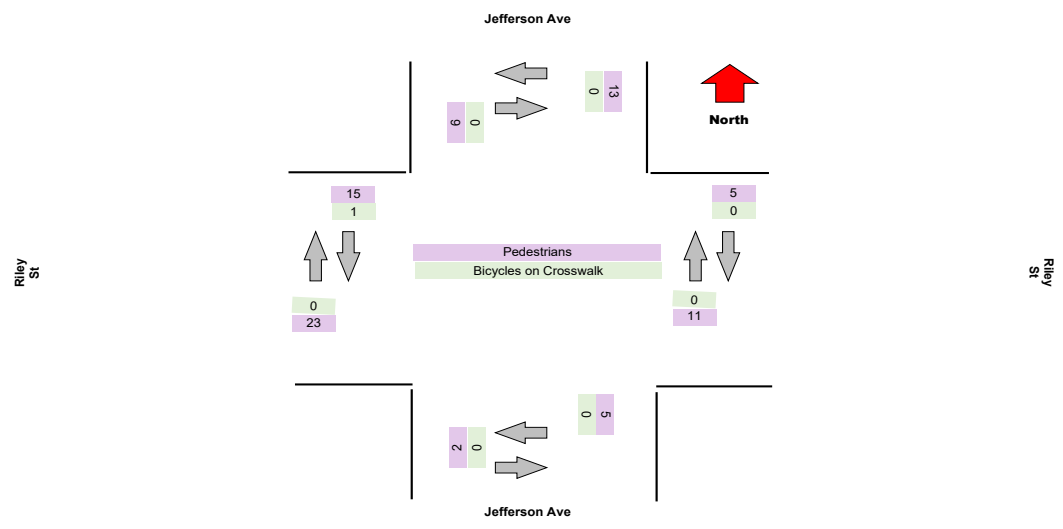 Jefferson Ave
13
0
North
9
0
15
1
5
0
Pedestrians
Bicycles on Crosswalk
Riley
St
Riley
St
0
23
0
11
0
5
2
0
Jefferson Ave